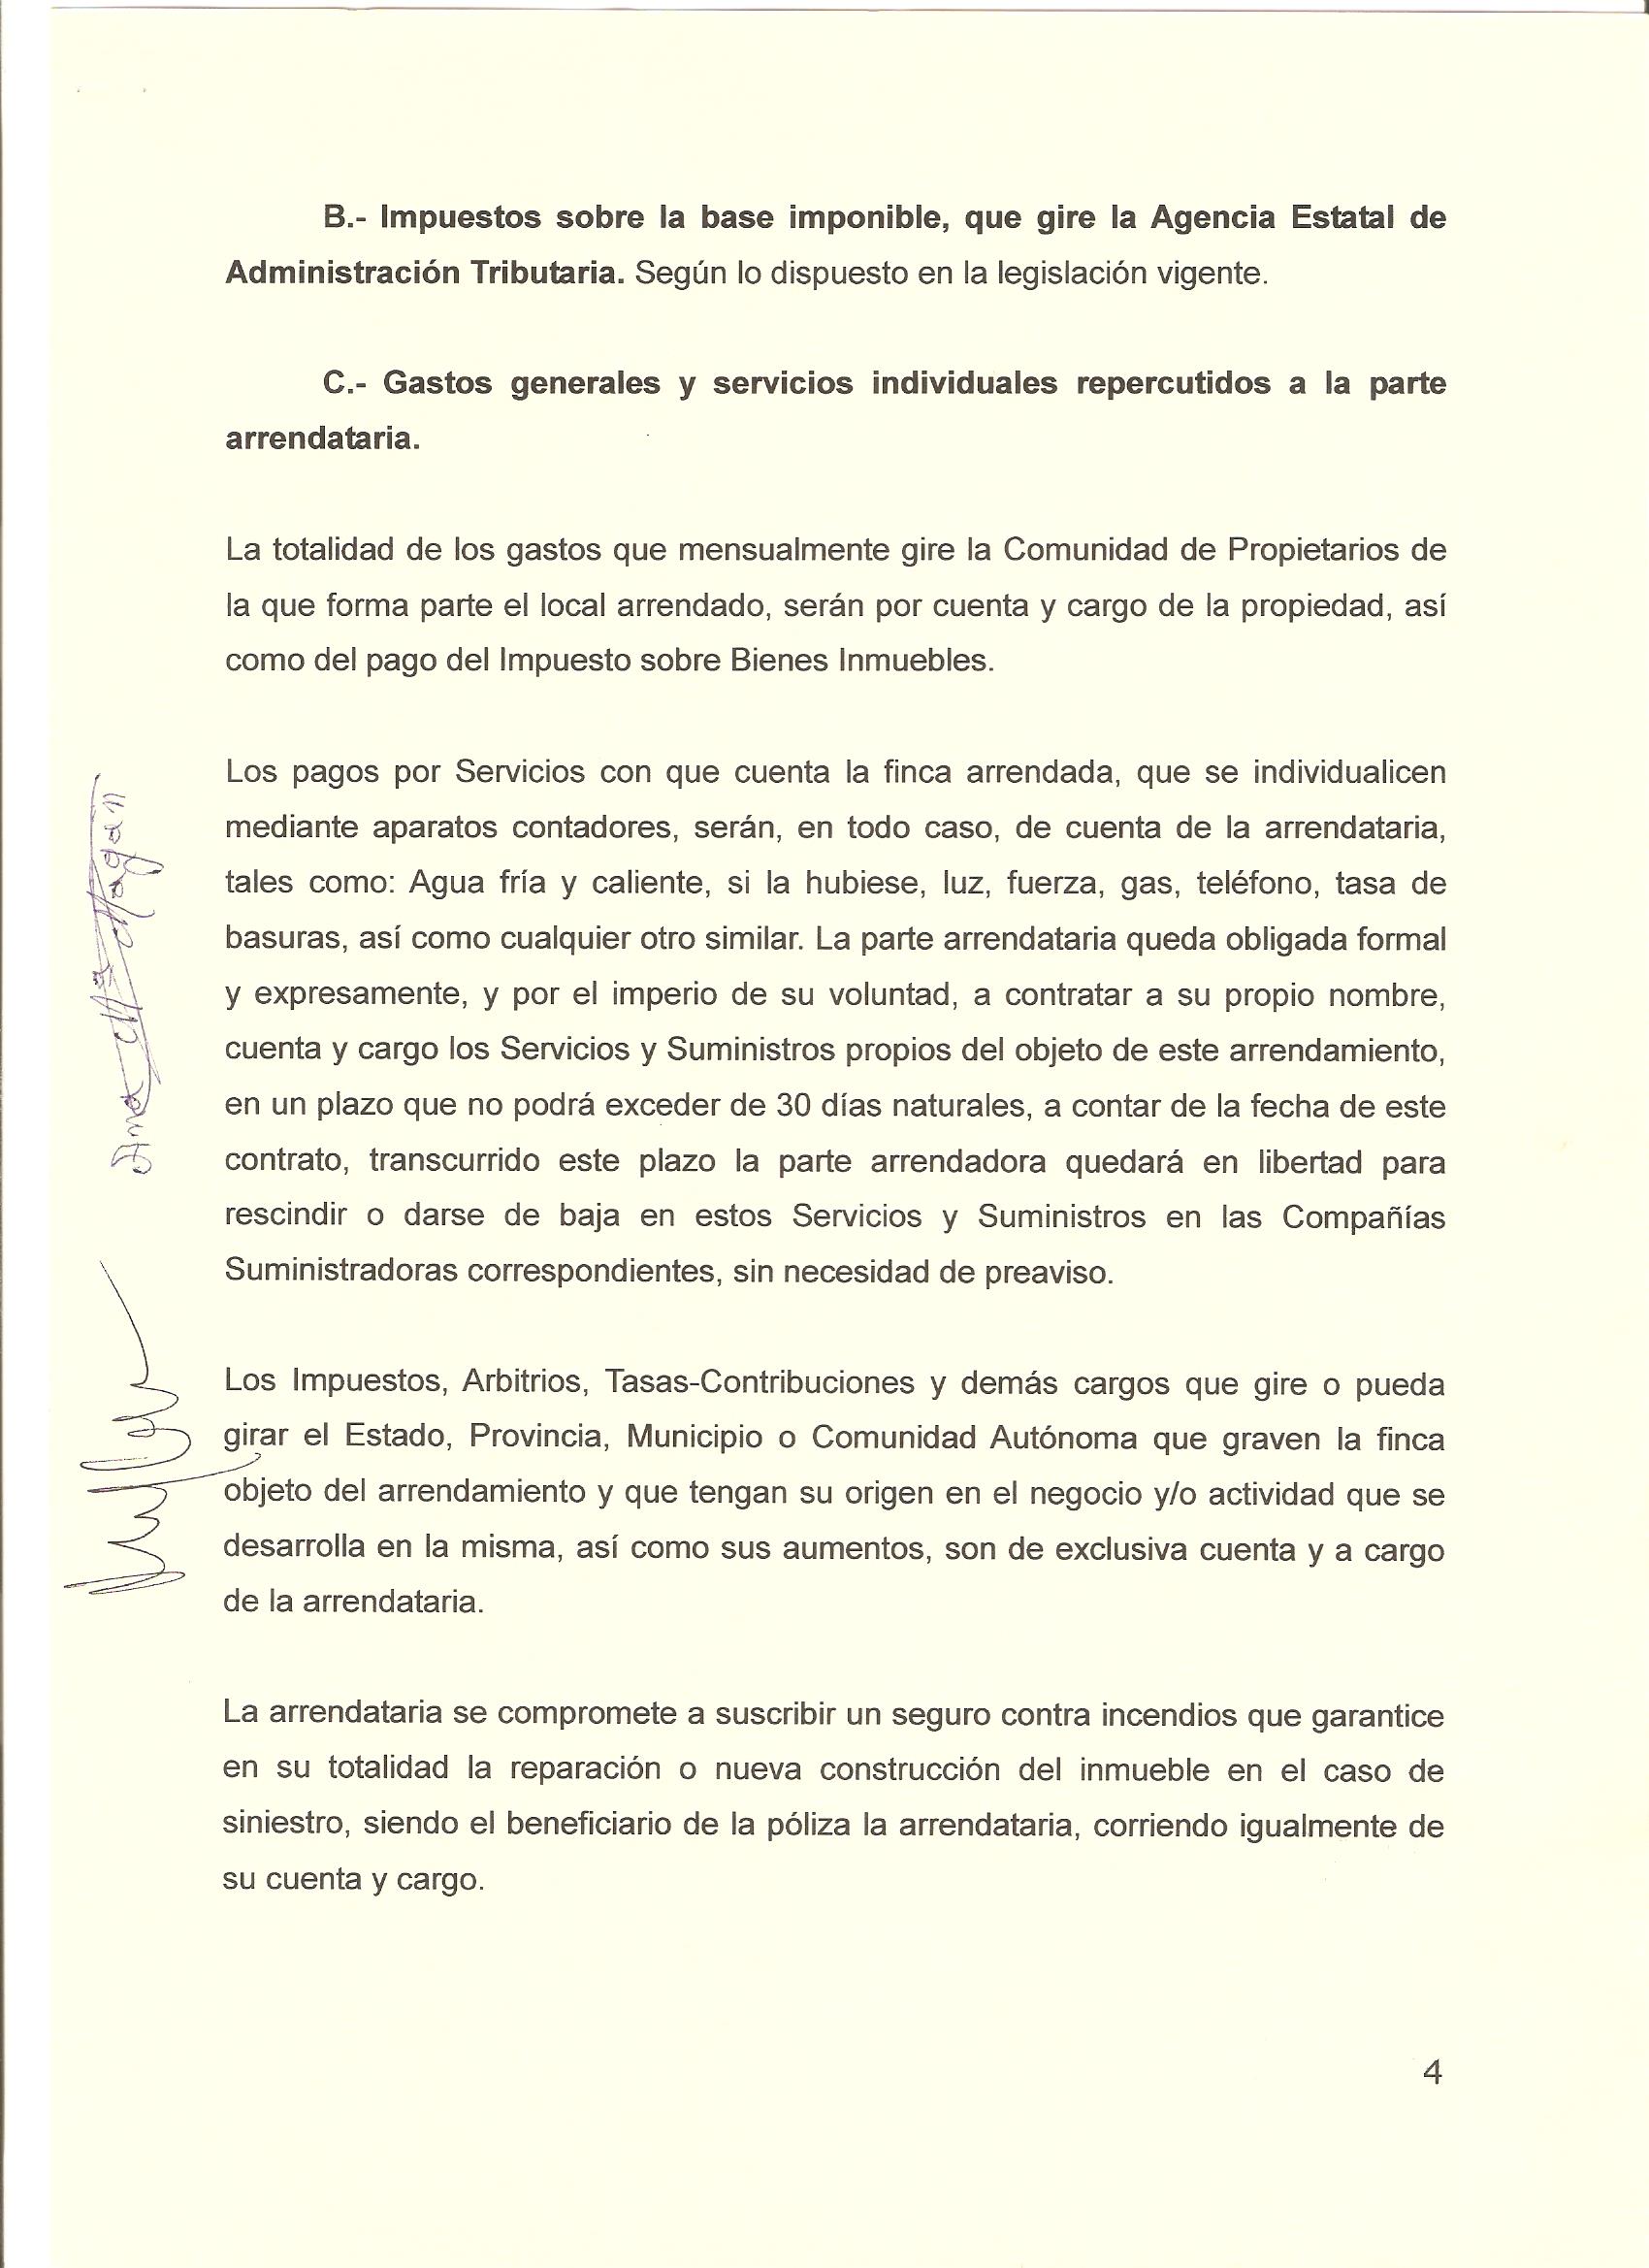 B.- Impuestos sobre la base imponible, que gire la Agencia Estatal de
Administración Tributaria. Según lo dispuesto en la legislación vigente.
C.- Gastos generales y servicios individuales repercutidos a la parte
arrendataria.
La totalidad de los gastos que mensualmente gire la Comunidad de Propietarios de
la que forma parte el local arrendado, serán por cuenta y cargo de la propiedad, así
como del pago del Impuesto sobre Bienes Inmuebles.
Los pagos por Servicios con que cuenta la finca arrendada, que se individualicen
mediante aparatos contadores, serán, en todo caso, de cuenta de la arrendataria,
tales como: Agua fría y caliente, si la hubiese, luz, fuerza, gas, teléfono, tasa de
basuras, así como cualquier otro similar. La parte arrendataria queda obligada formal
y expresamente, y por el imperio de su voluntad, a contratar a su propio nombre,
cuenta y cargo los Servicios y Suministros propios del objeto de este arrendamiento,
en un plazo que no podrá exceder de 30 días naturales, a contar de la fecha de este
contrato, transcurrido este plazo la parte arrendadora quedará en libertad para
rescindir o darse de baja en estos Servicios y Suministros en las Compañías
Suministradoras correspondientes, sin necesidad de preaviso.
Los Impuestos, Arbitrios, Tasas-Contribuciones y demás cargos que gire o pueda
girar el Estado, Provincia, Municipio o Comunidad Autónoma que graven la finca
objeto del arrendamiento y que tengan su origen en el negocio y/o actividad que se
desarrolla en la misma, así como sus aumentos, son de exclusiva cuenta y a cargo
de la arrendataria.
La arrendataria se compromete a suscribir un seguro contra incendios que garantice
en su totalidad la reparación o nueva construcción del inmueble en el caso de
siniestro, siendo el beneficiario de la póliza la arrendataria, corriendo igualmente de
su cuenta y cargo.
4
Ana Mª